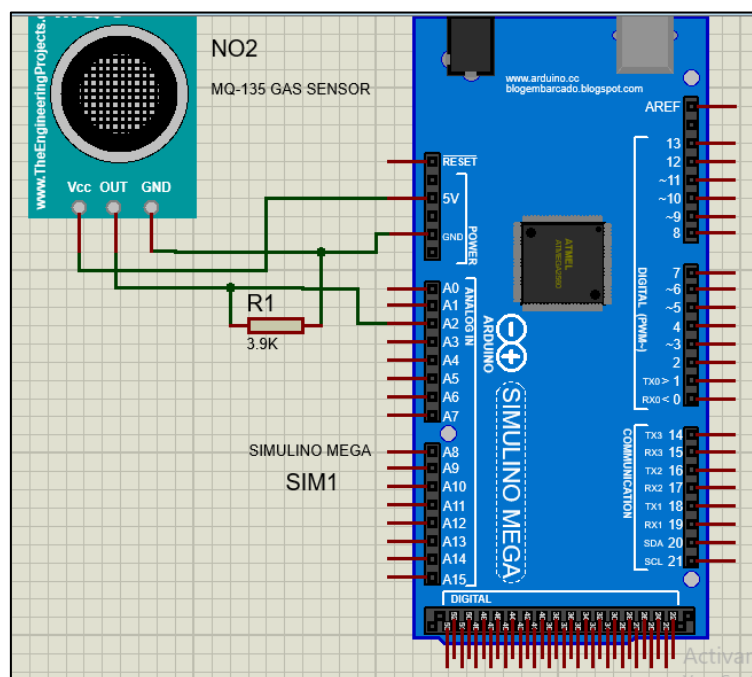 www.TheEngineeringProjects.c
NO2
MQ-135 GAS SENSOR
Vcc OUT GND
R1
3.9K
SIMULINO MEGA
SIM1
www.arduino.cc
blogembarcado.blogspot.com
RESET
5V
GND
POWER
A0
A1
A2
A3
A4
A5
A6
A7
ANALOG IN
A8
A9
A10
A11
A12
A13
A14
A15
ATMEL
ARDUINO
SIMULINO MEGA
AREF
13
12
~11
~10
~9
8
7
~6
~5
4
~3
2
TX0 > 1
RX0 < 0
DIGITAL (PWM~)
TX3 14
RX3 15
TX2 16
RX2 17
TX1 18
RX1 19
SDA 20
SCL 21
COMMUNICATION
DIGITAL
Activar